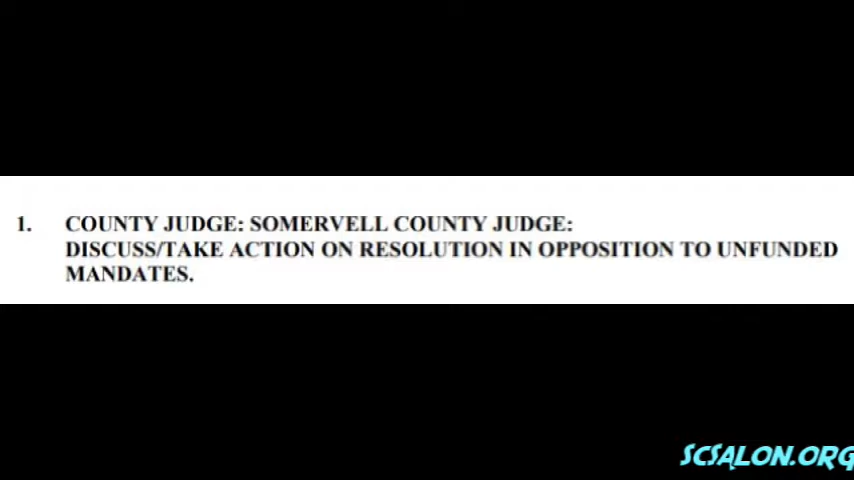 1. COUNTY JUDGE: SOMERVELL COUNTY JUDGE:
DISCUSS/TAKE ACTION ON RESOLUTION IN OPPOSITION TO UNFUNDED
MANDATES.
SCSALON.ORG